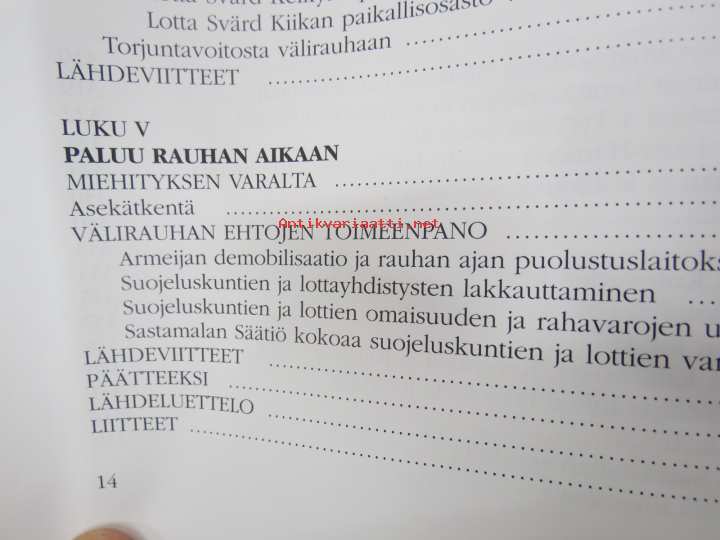 Lotta Svärd Kiikan paikallisosasto
Torjuntavoitosta välirauhaan
LÄHDEVIITTEET
LUKU V
PALUU RAUHAN AIKAAN
MIEHITYKSEN VARALTA
Asekätkentä
Antikvariaatti.net
VÄLIRAUHAN EHTOJEN TOIMEENPANO
Armeijan demobilisaatio ja rauhan ajan puolustuslaitoks
Suojeluskuntien ja lottayhdistysten lakkauttaminen
Suojeluskuntien ja lottien omaisuuden ja rahavarojen u
Sastamalan Säätiö kokoaa suojeluskuntien ja lottien var
LÄHDEVIITTEET
PÄÄTTEEKSI
LÄHDELUETTELO
LIITTEET
14